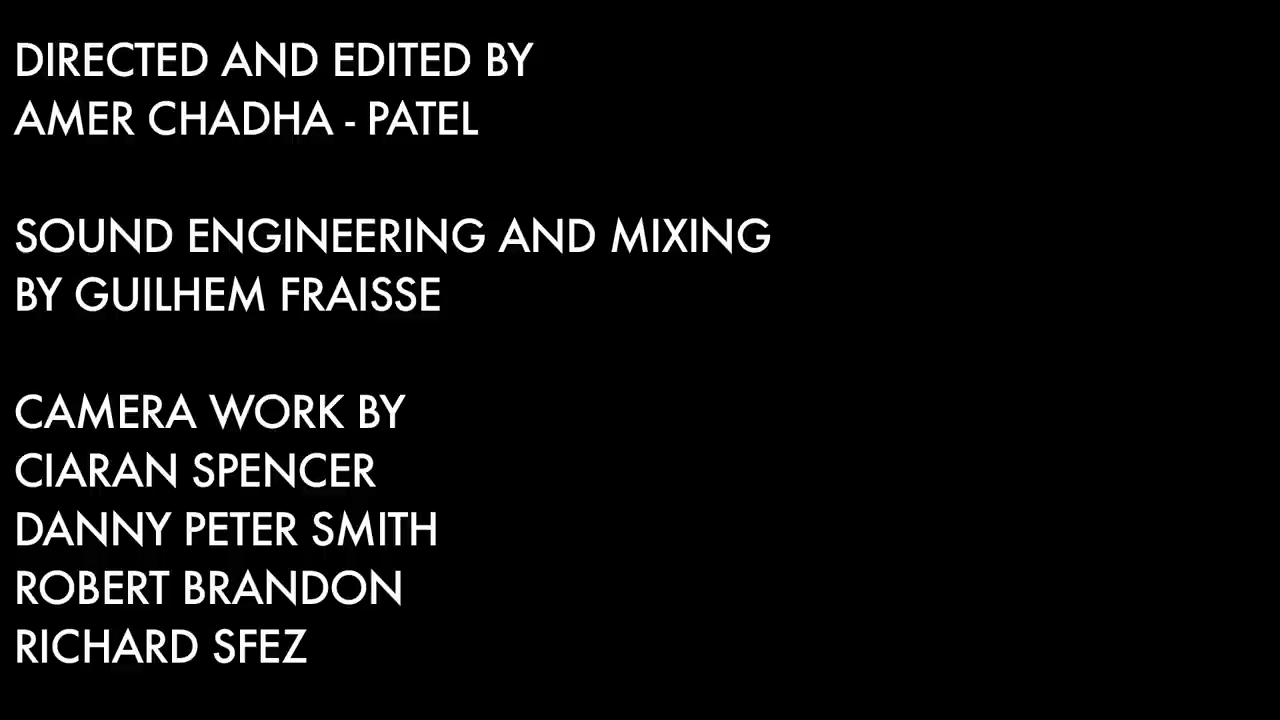 DIRECTED AND EDITED BY
AMER CHADHA - PATEL
SOUND ENGINEERING AND MIXING
BY GUILHEM FRAISSE
CAMERA WORK BY
CIARAN SPENCER
DANNY PETER SMITH
ROBERT BRANDON
RICHARD SFEZ